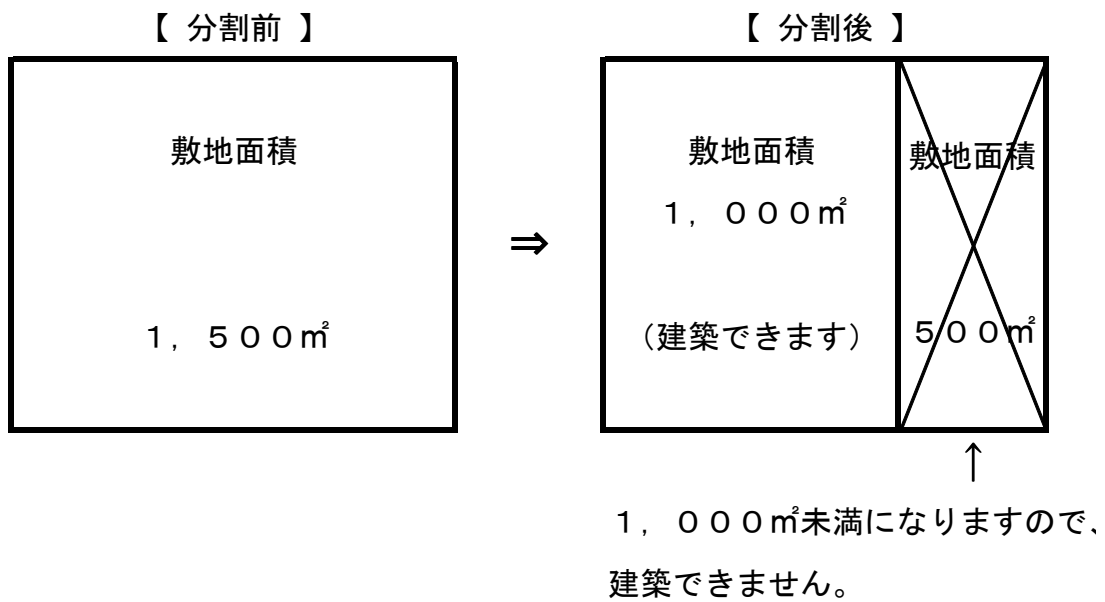 【 分割前 】
敷地面積
１，５００㎡
⇒
【 分割後 】
敷地面積
１，０００㎡
（建築できます）
敷地面積
５００㎡
↑
１，０００㎡未満になりますので、
建築できません。